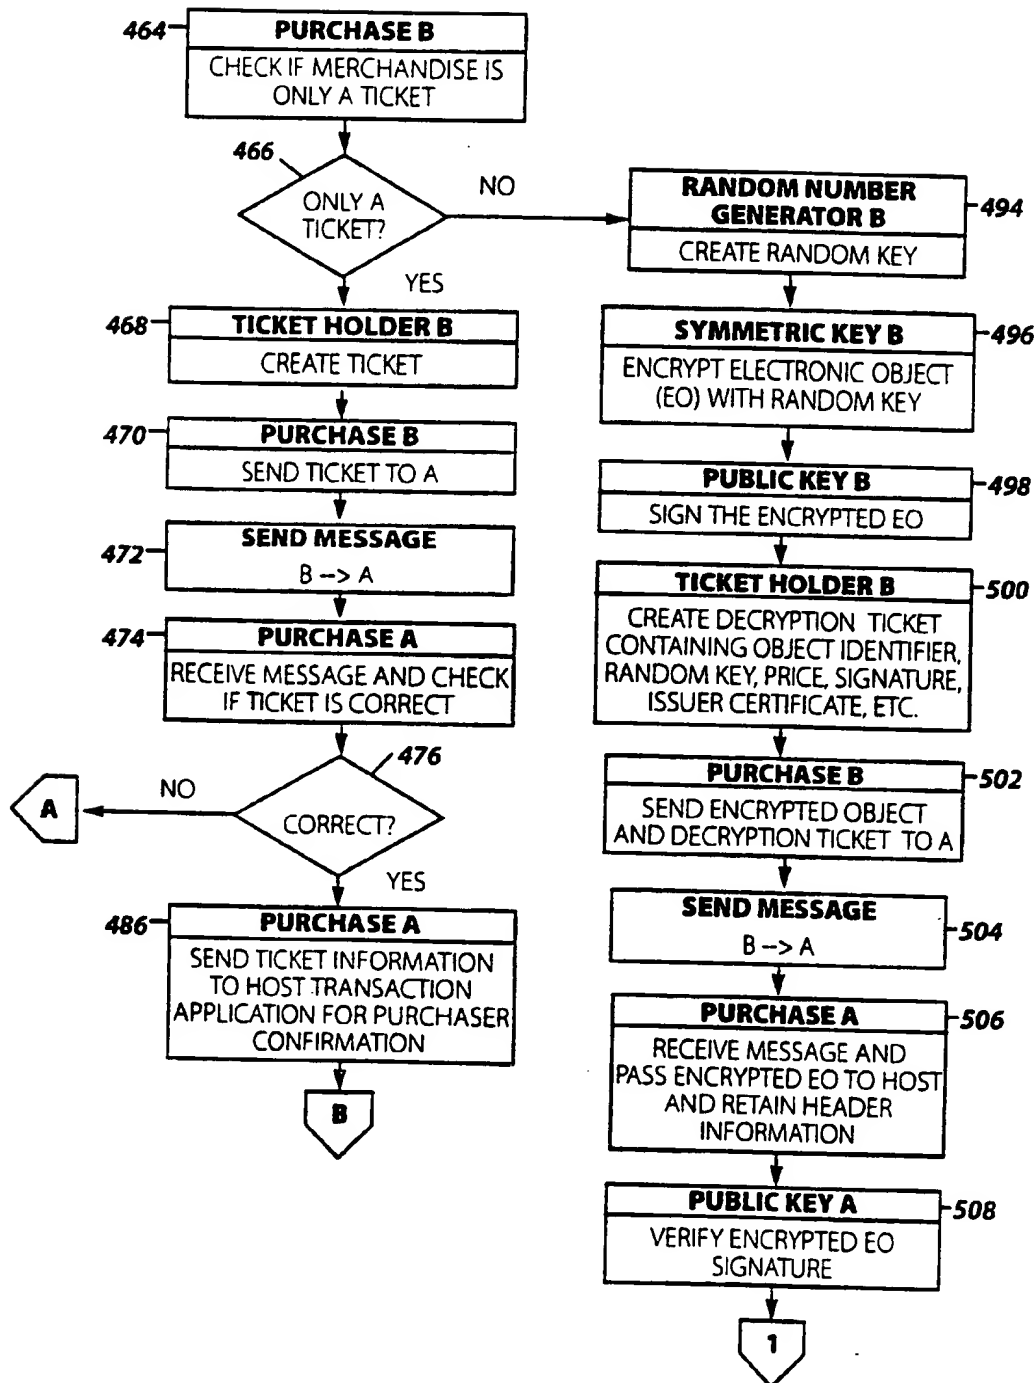 464
PURCHASE B
CHECK IF MERCHANDISE IS
ONLY A TICKET
466
ONLY A
TICKET?
NO
YES
468
TICKET HOLDER B
CREATE TICKET
470
PURCHASE B
SEND TICKET TO A
472
SEND MESSAGE
B --> A
474
PURCHASE A
RECEIVE MESSAGE AND CHECK
IF TICKET IS CORRECT
476
CORRECT?
NO
A
YES
486
PURCHASE A
SEND TICKET INFORMATION
TO HOST TRANSACTION
APPLICATION FOR PURCHASER
CONFIRMATION
B
RANDOM NUMBER
GENERATOR B
494
CREATE RANDOM KEY
SYMMETRIC KEY B
496
ENCRYPT ELECTRONIC OBJECT
(EO) WITH RANDOM KEY
PUBLIC KEY B
498
SIGN THE ENCRYPTED EO
TICKET HOLDER B
500
CREATE DECRYPTION TICKET
CONTAINING OBJECT IDENTIFIER,
RANDOM KEY, PRICE, SIGNATURE,
ISSUER CERTIFICATE, ETC.
PURCHASE B
502
SEND ENCRYPTED OBJECT
AND DECRYPTION TICKET TO A
SEND MESSAGE
504
B --> A
PURCHASE A
506
RECEIVE MESSAGE AND
PASS ENCRYPTED EO TO HOST
AND RETAIN HEADER
INFORMATION
PUBLIC KEY A
508
VERIFY ENCRYPTED EO
SIGNATURE
1